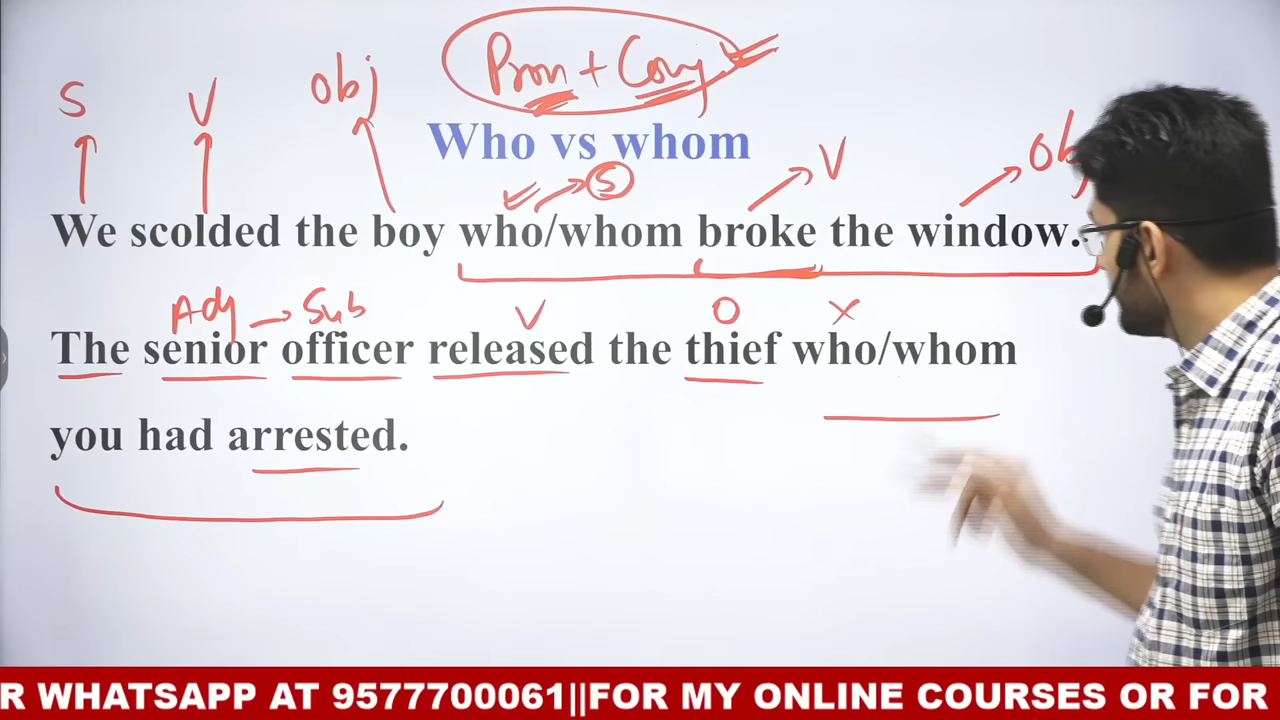 Pron + Conj
S V obj
Who vs whom
S V Obj
We scolded the boy who/whom broke the window.
Adj → Sub V O X
The senior officer released the thief who/whom
you had arrested.
R WHATSAPP AT 9577700061||FOR MY ONLINE COURSES OR FOR